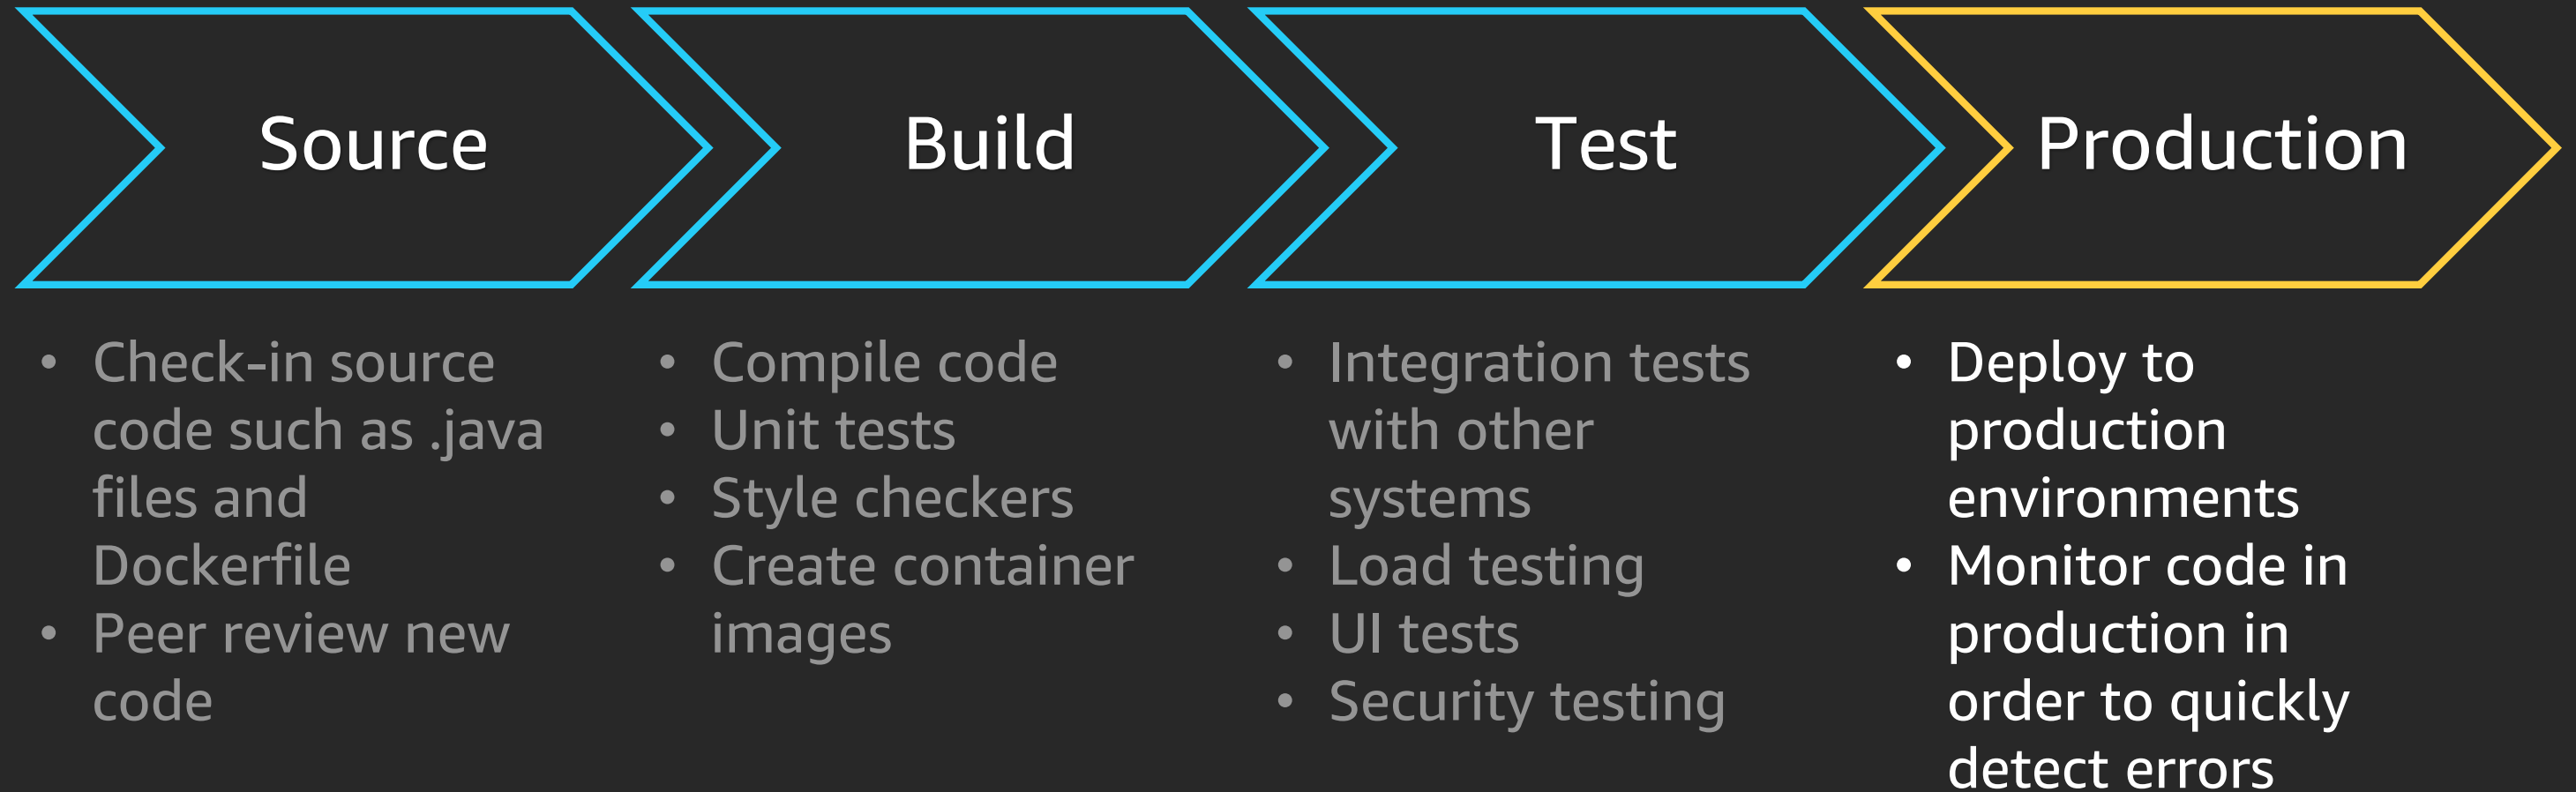 Source
Build
Test
Production
• Check-in source
code such as .java
files and
Dockerfile
• Peer review new
code
• Compile code
• Unit tests
• Style checkers
• Create container
images
• Integration tests
with other
systems
• Load testing
• UI tests
• Security testing
• Deploy to
production
environments
• Monitor code in
production in
order to quickly
detect errors